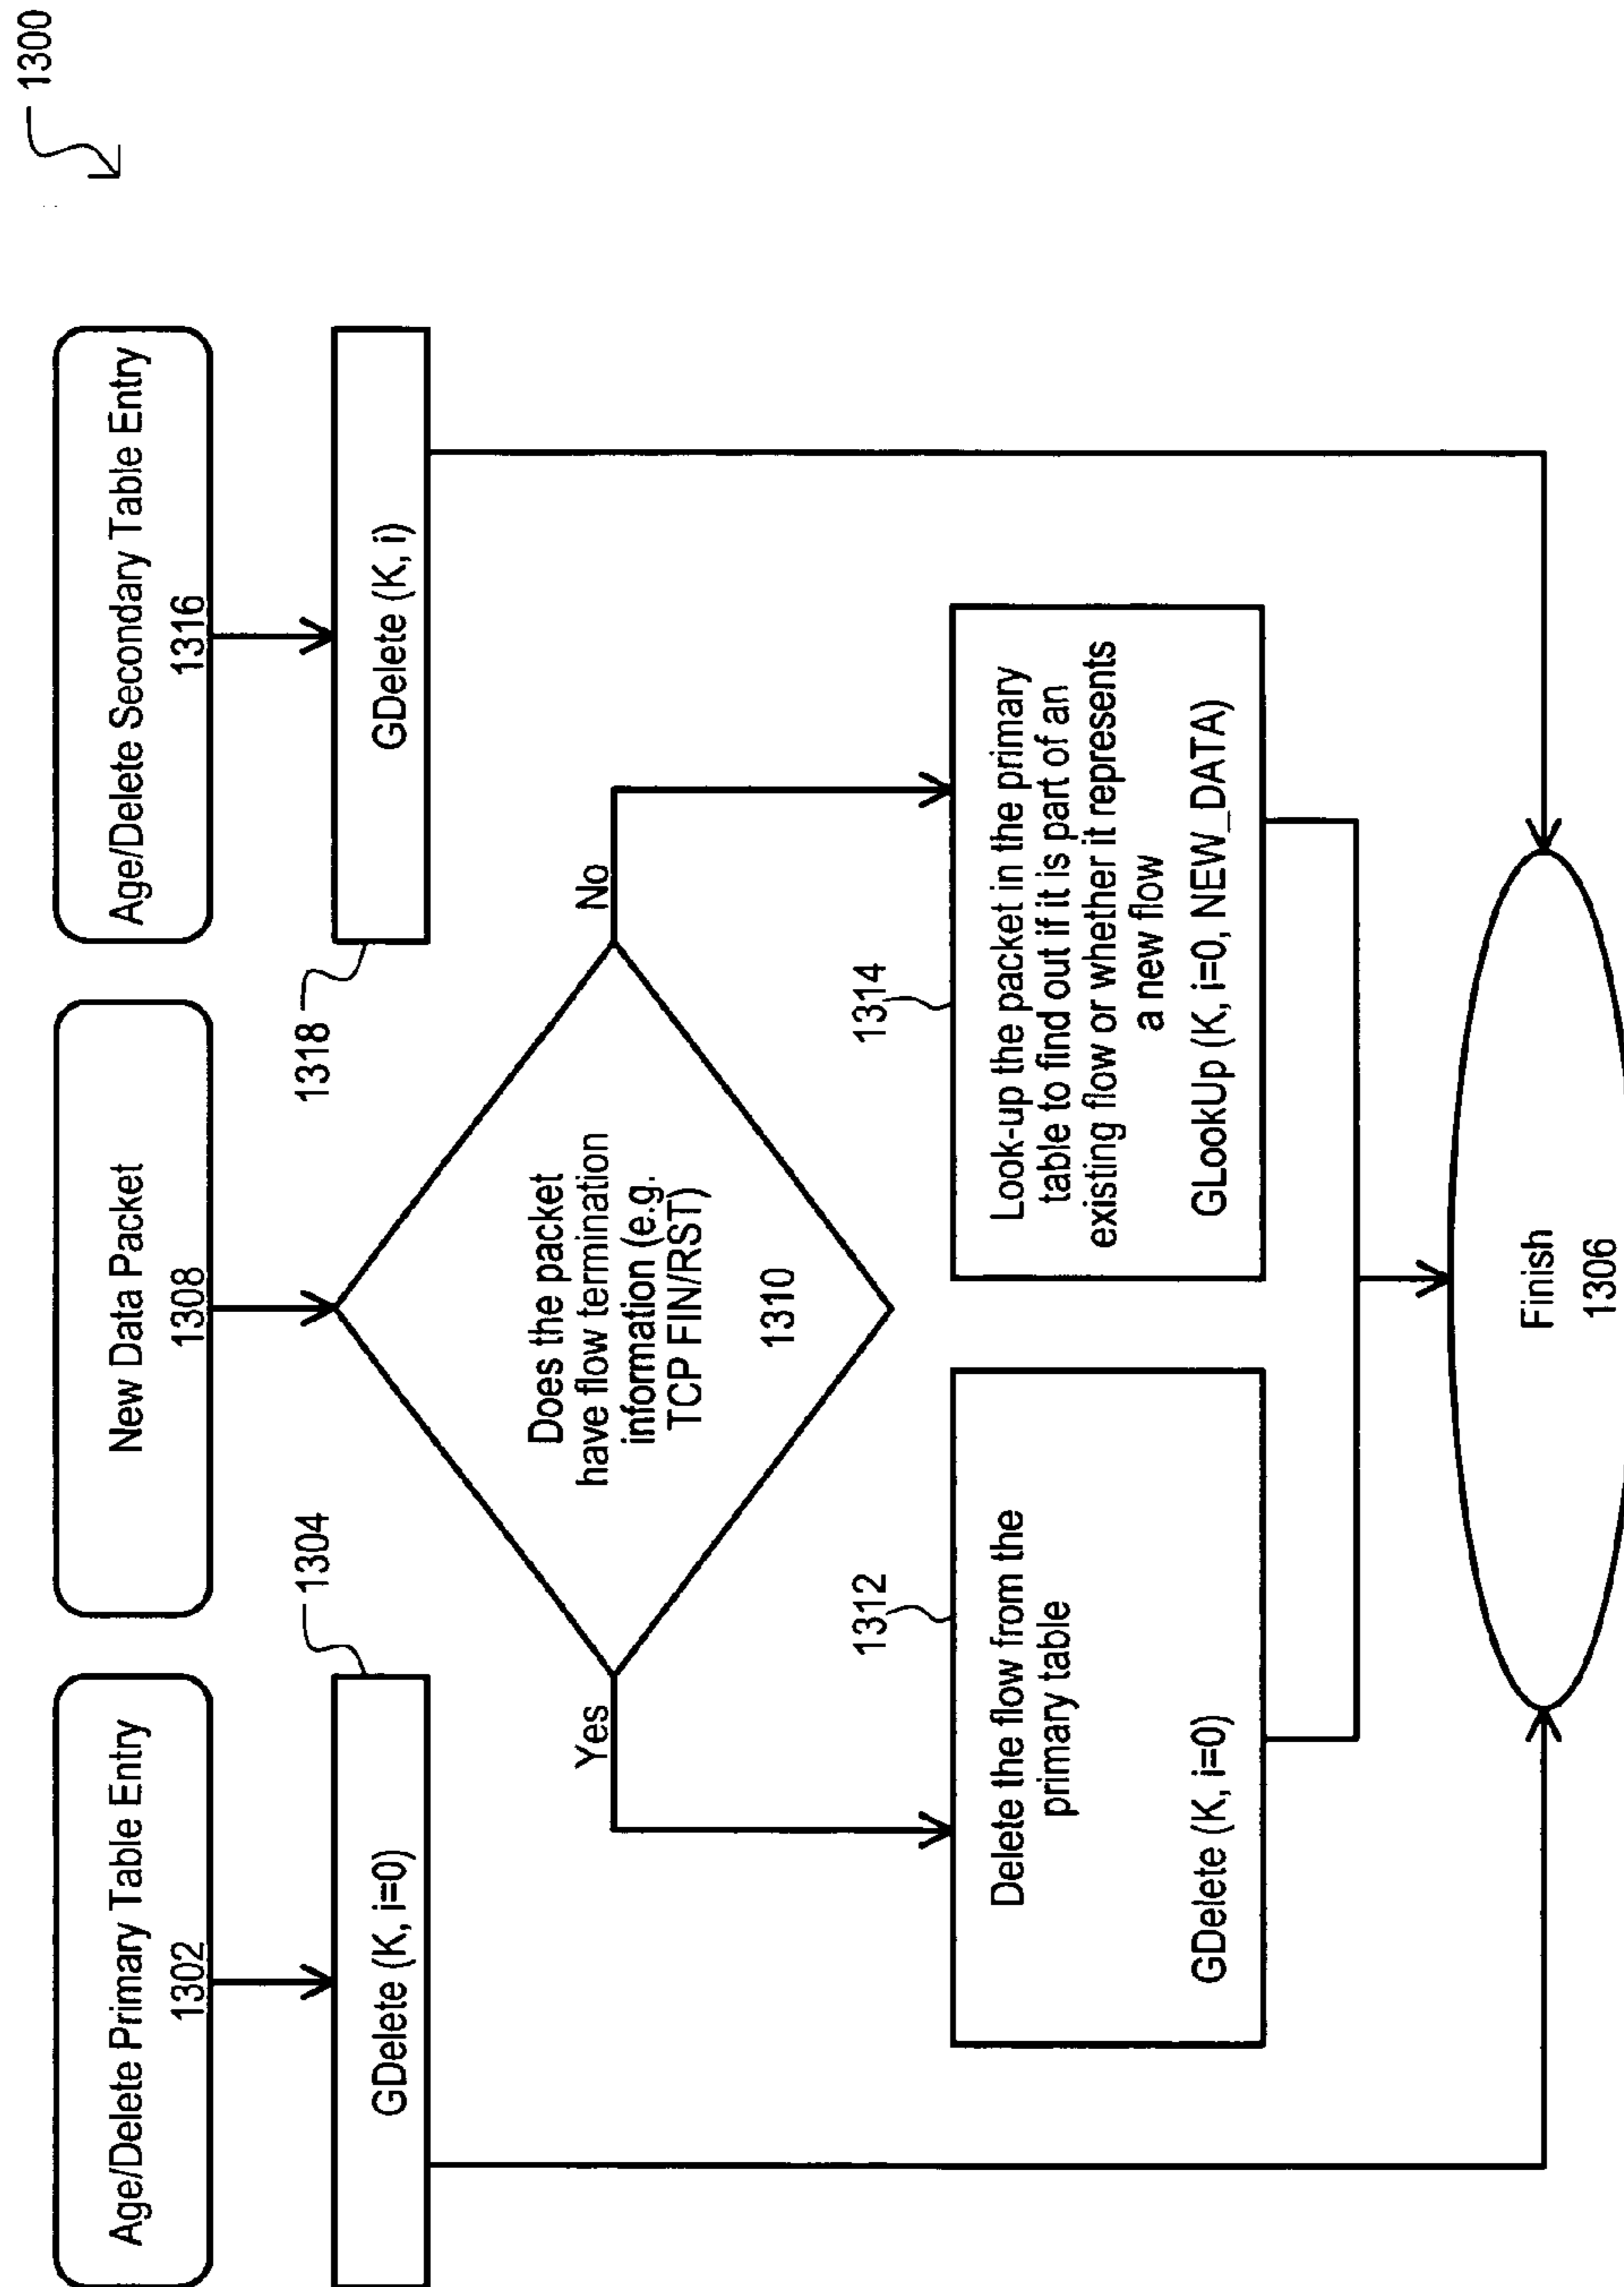 1300
Age/Delete Primary Table Entry
1302
New Data Packet
1308
Age/Delete Secondary Table Entry
1316
GDelete (K, i=0)
1304
1318
GDelete (K, i)
Does the packet
have flow termination
information (e.g.
TCP FIN/RST)
1310
Yes
No
1312
Delete the flow from the
primary table
GDelete (K, i=0)
1314
Look-up the packet in the primary
table to find out if it is part of an
existing flow or whether it represents
a new flow
GLookUp (K, i=0, NEW_DATA)
Finish
1306